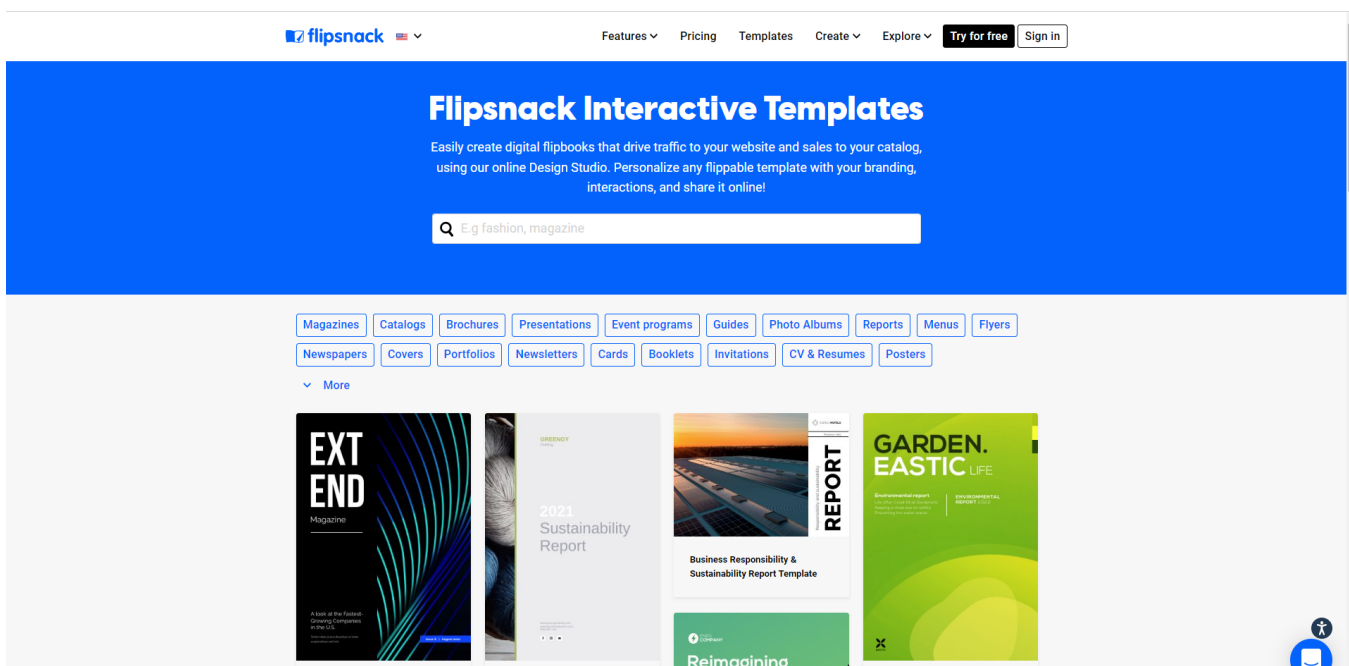 flipsnack
Features
Pricing
Templates
Create
Explore
Try for free
Sign in
Flipsnack Interactive Templates
Easily create digital flipbooks that drive traffic to your website and sales to your catalog,
using our online Design Studio. Personalize any flippable template with your branding,
interactions, and share it online!
E.g fashion, magazine
Magazines
Catalogs
Brochures
Presentations
Event programs
Guides
Photo Albums
Reports
Menus
Flyers
Newspapers
Covers
Portfolios
Newsletters
Cards
Booklets
Invitations
CV & Resumes
Posters
More
EXT
END
Magazine
A look at the Fastest-
Growing Companies
in the U.S.
GREENGY
2021
Sustainability
Report
REPORT
Responsibility and sustainability
Business Responsibility &
Sustainability Report Template
Reimagining
GARDEN.
EASTIC LIFE
Environmental report
ENVIRONMENTAL
REPORT 2022